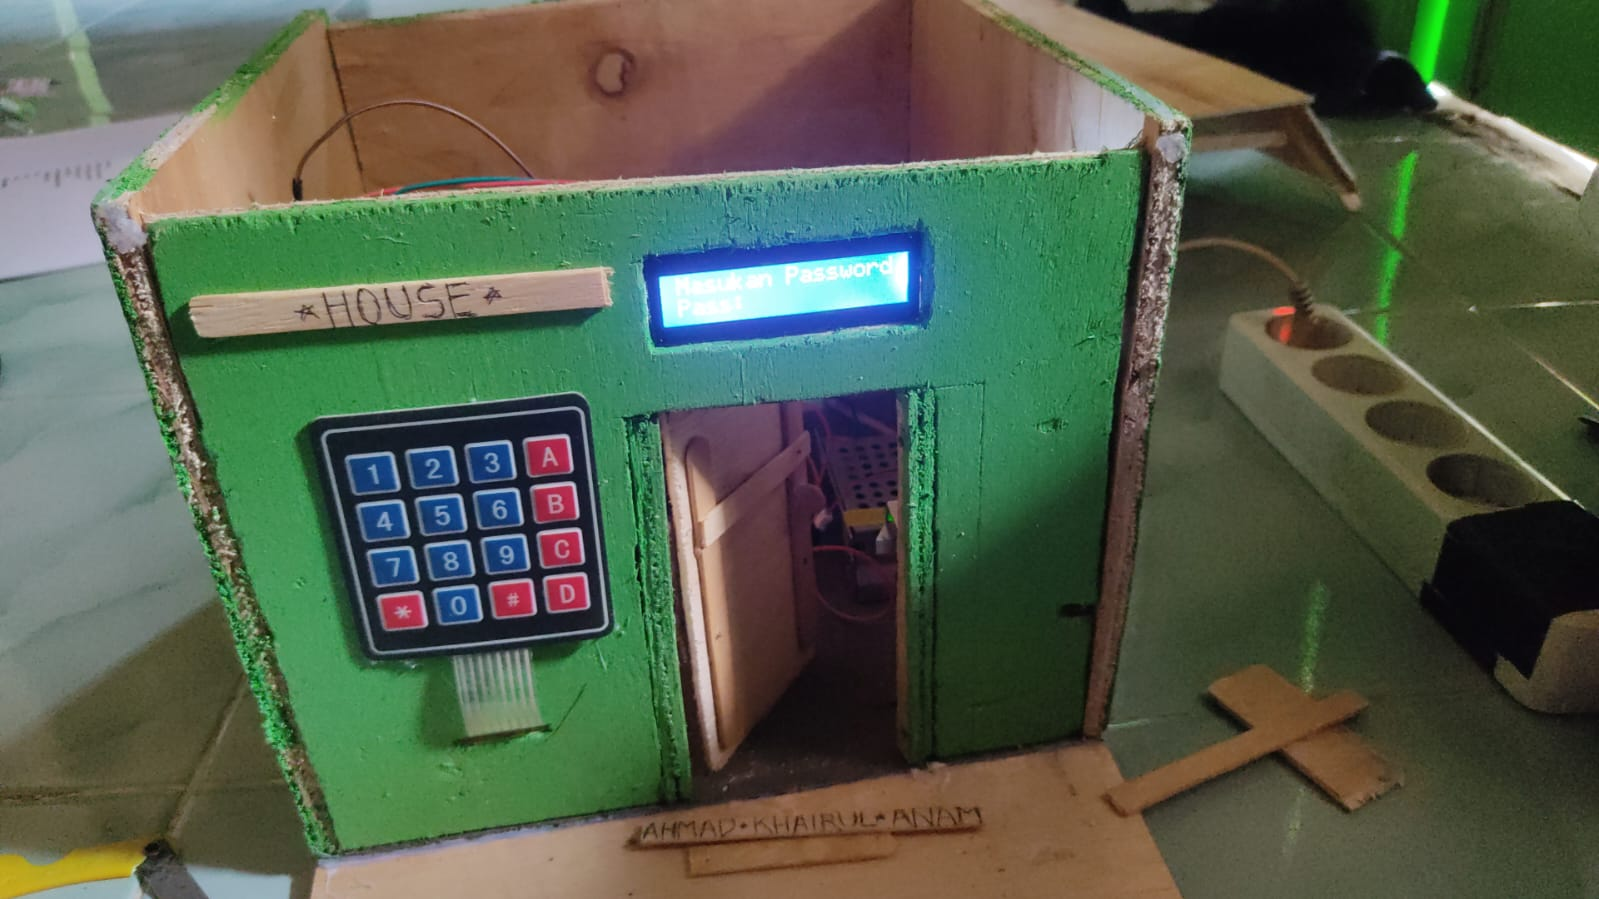 Masukan Password
Pass:
☆HOUSE☆
1 2 3 A
4 5 6 B
7 8 9 C
* 0 # D
AHMAD•KHAIRUL•ANAM